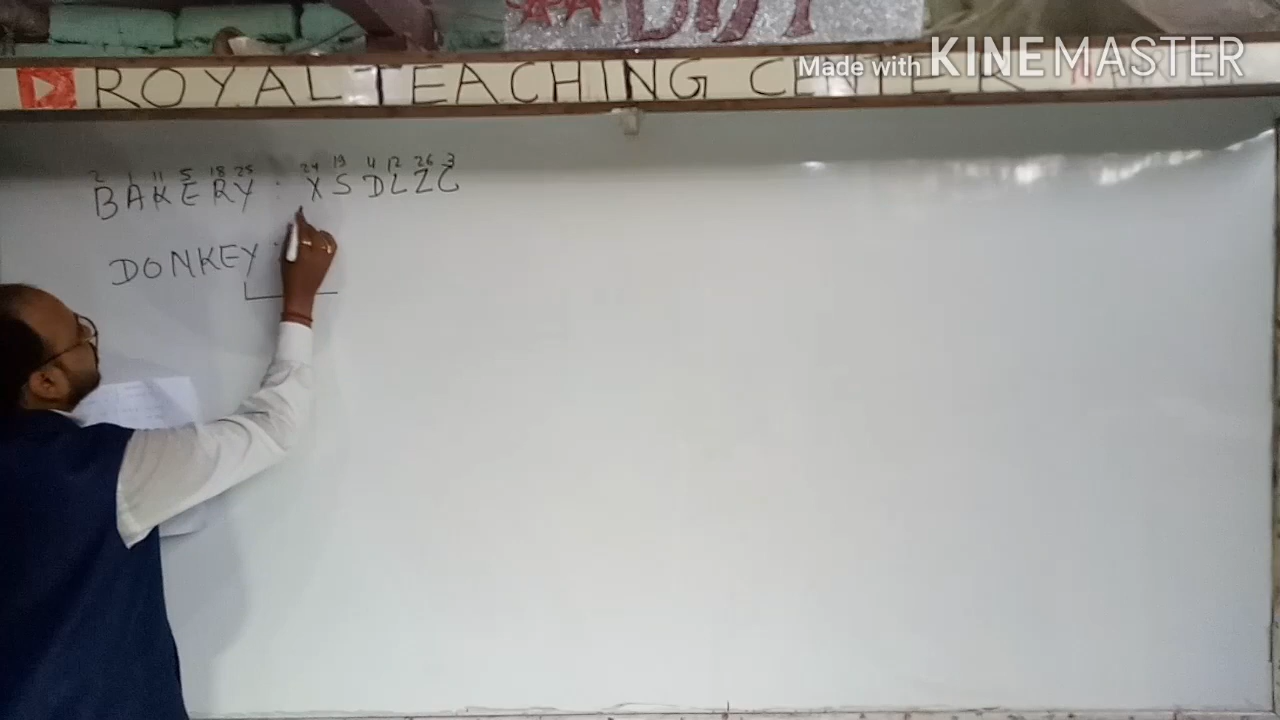 Made with KINEMASTER
ROYAL TEACHING CENTER
2 1 11 5 18 25 24 19 4 12 26 3
BAKERY : XSDLZC
DONKEY :